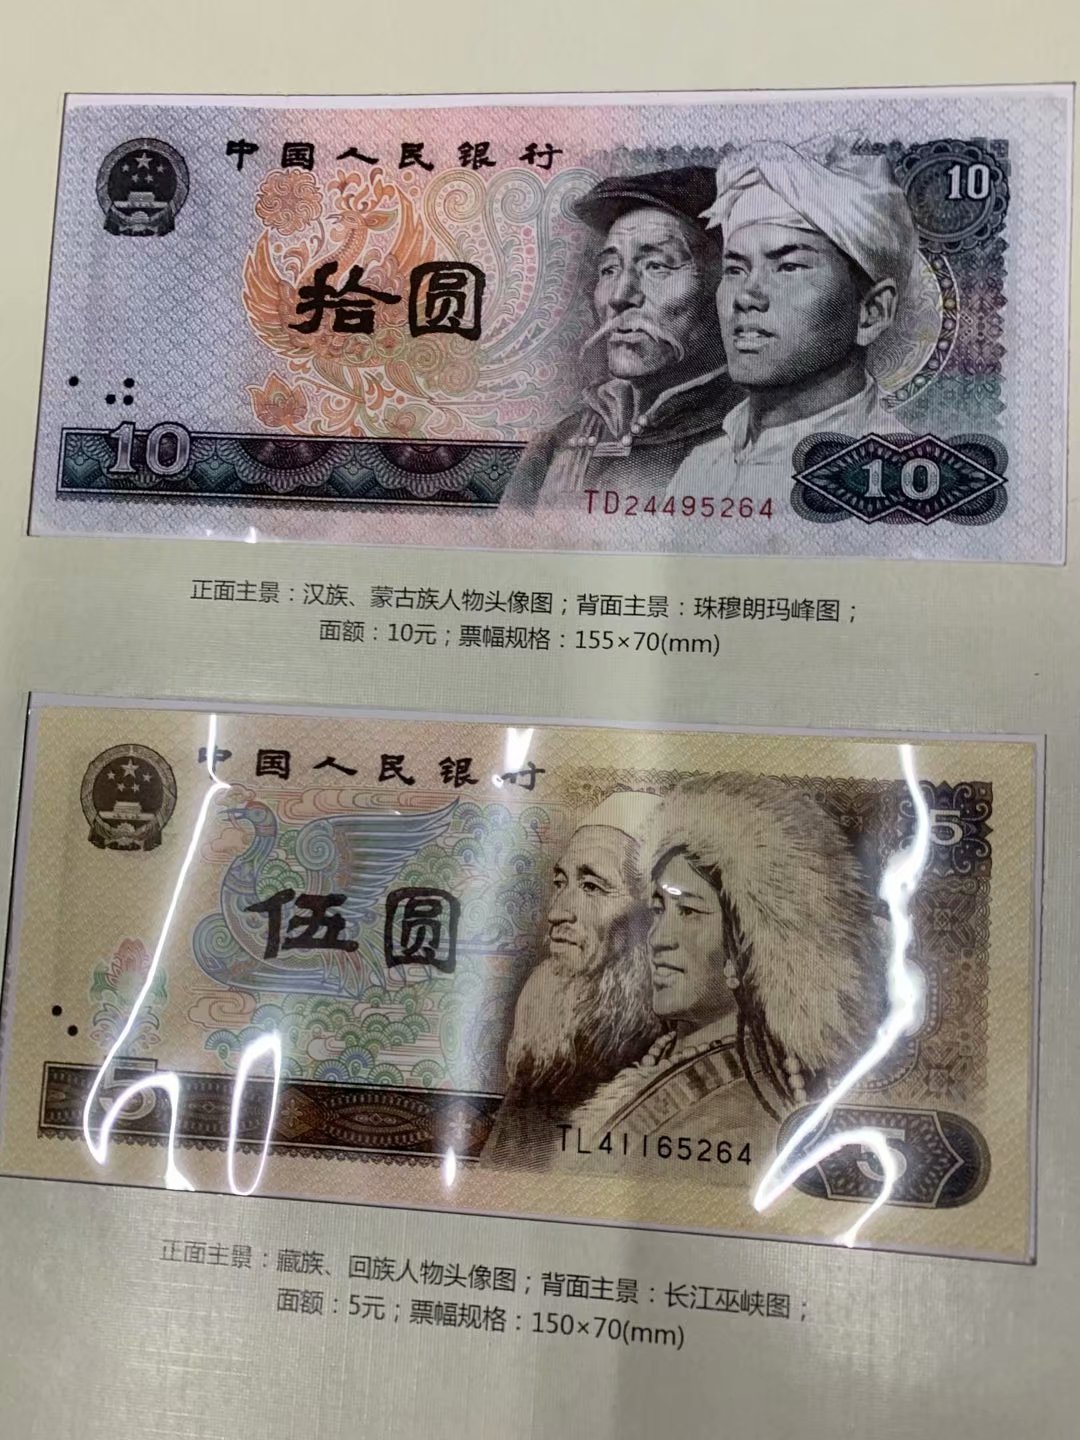 中国人民银行
10
拾圆
10
10
TD24495264
正面主景：汉族、蒙古族人物头像图；背面主景：珠穆朗玛峰图；
面额：10元；票幅规格：155×70(mm)
中国人民银行
5
伍圆
5
TL41165264
5
正面主景：藏族、回族人物头像图；背面主景：长江巫峡图；
面额：5元；票幅规格：150×70(mm)